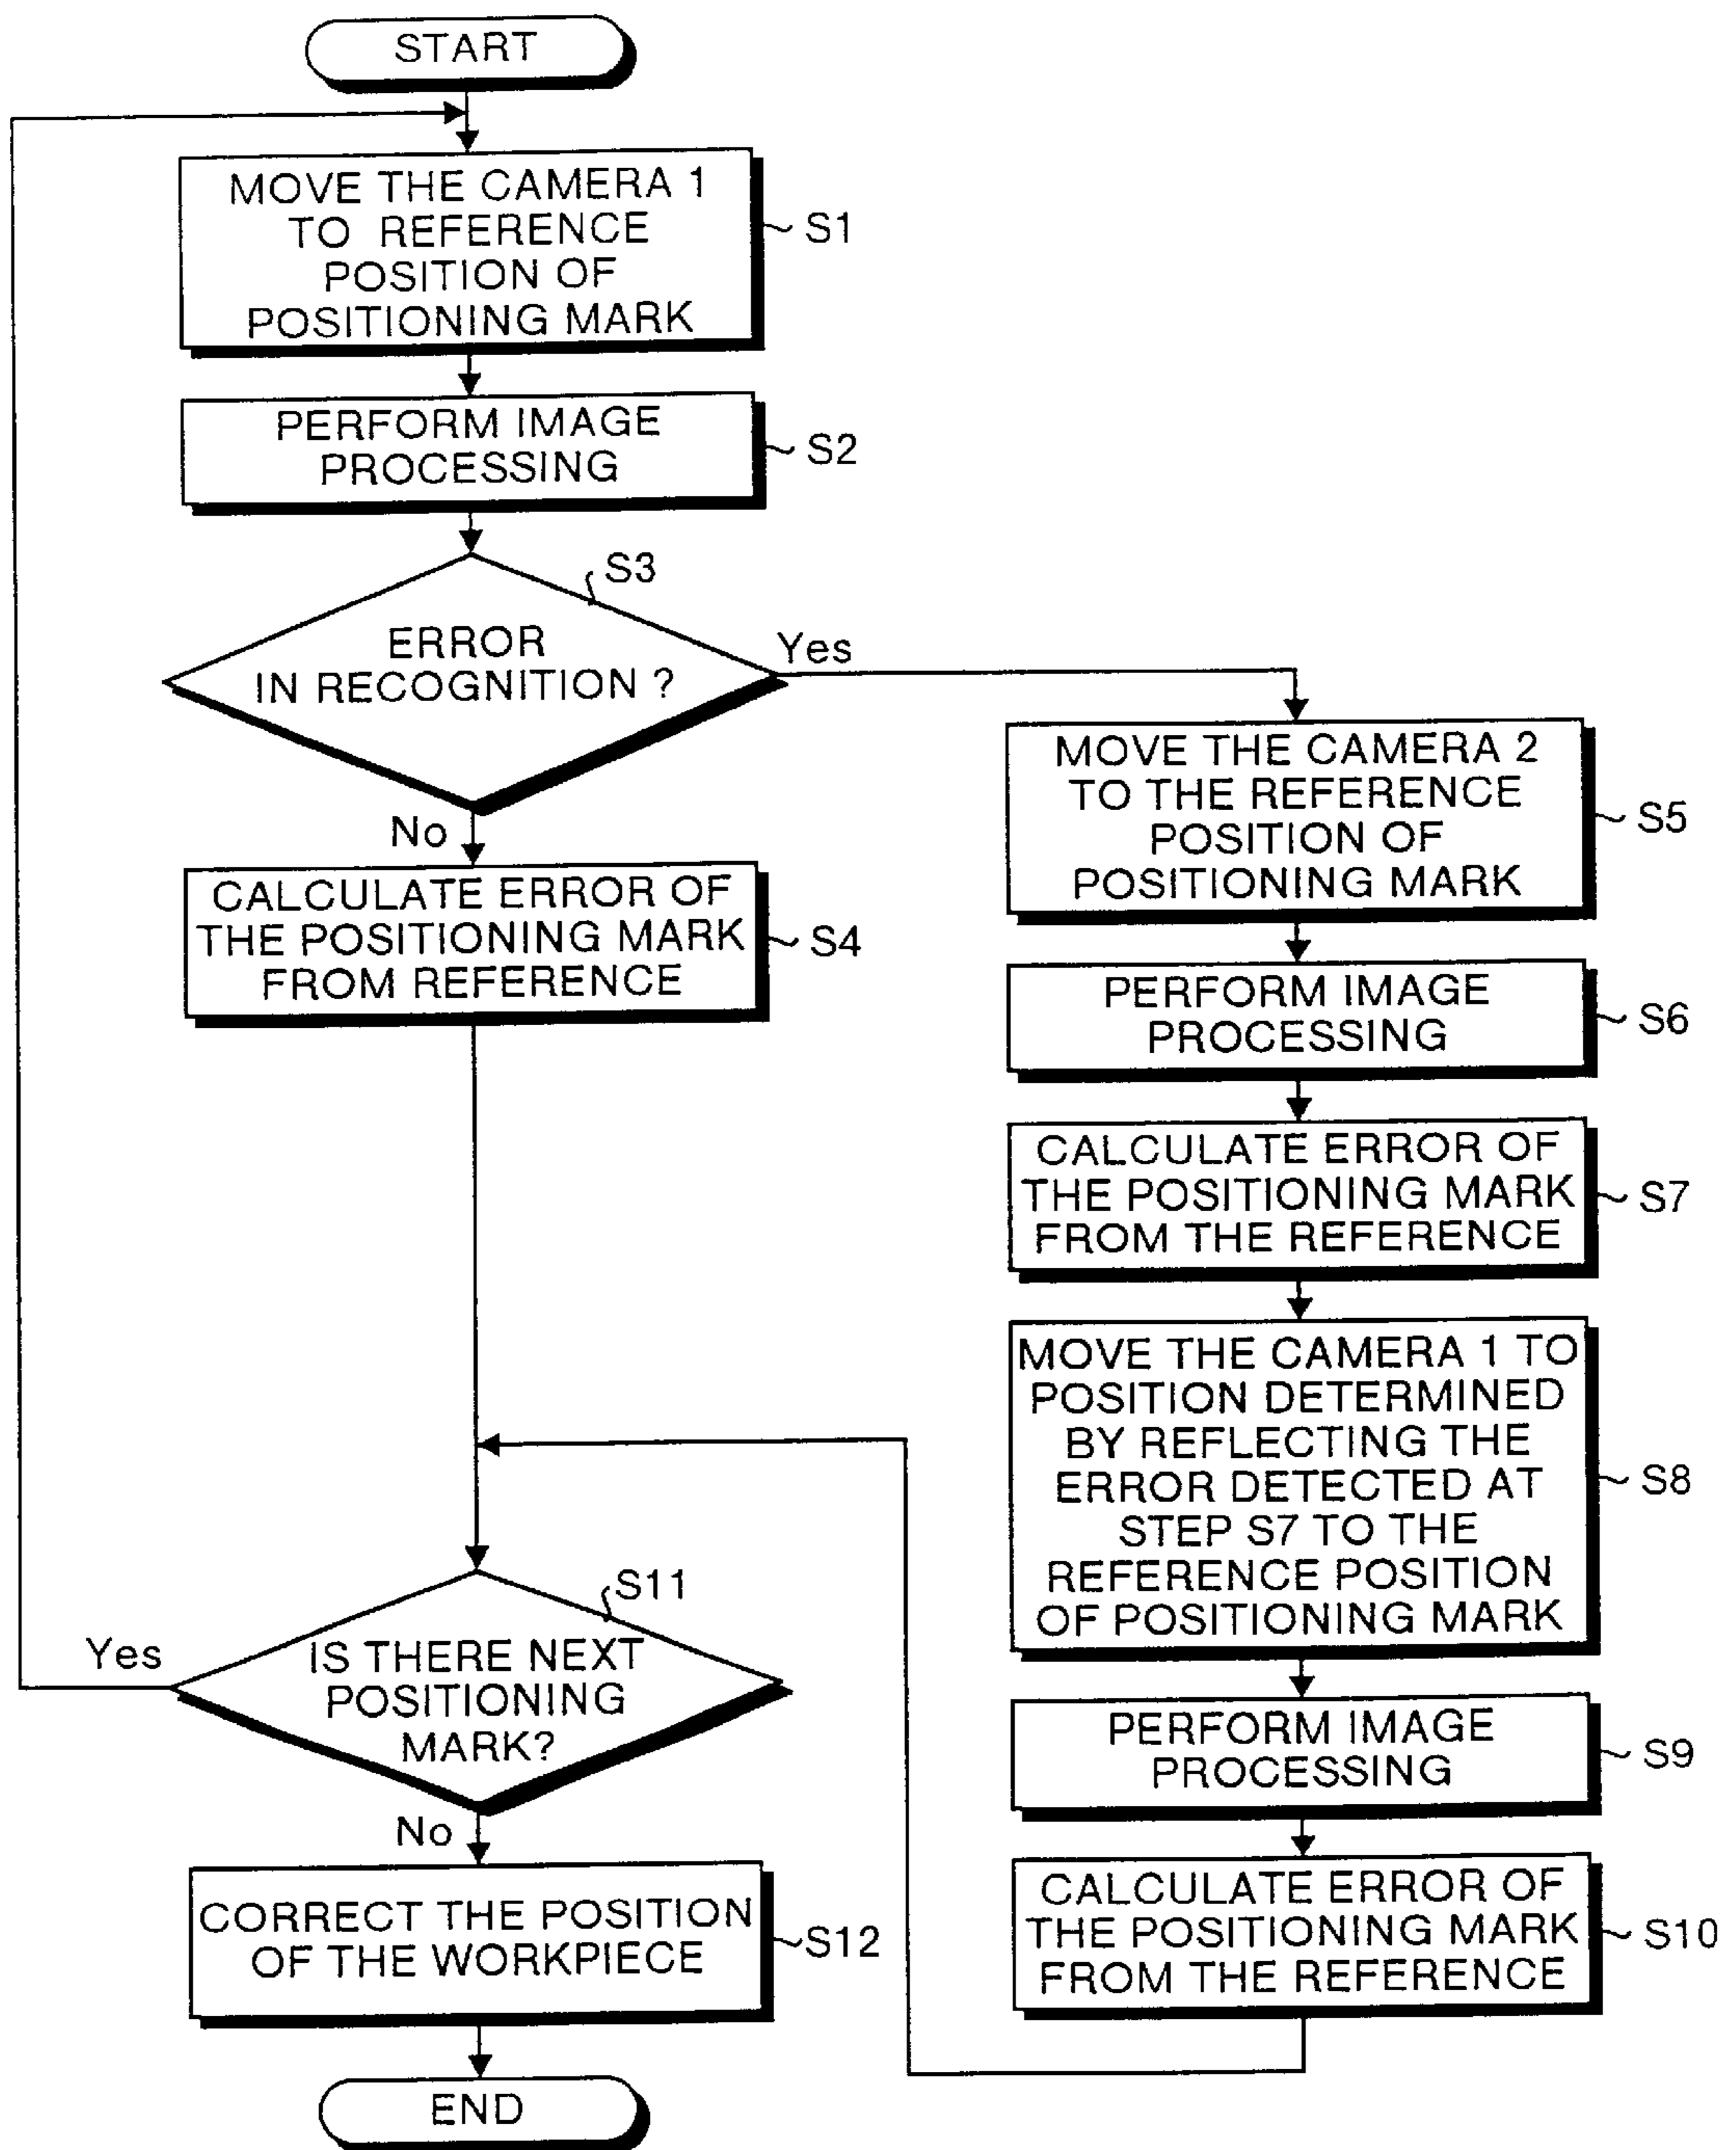 START
MOVE THE CAMERA 1
TO REFERENCE
POSITION OF
POSITIONING MARK
S1
PERFORM IMAGE
PROCESSING
S2
S3
ERROR
IN RECOGNITION ?
Yes
No
CALCULATE ERROR OF
THE POSITIONING MARK
FROM REFERENCE
S4
MOVE THE CAMERA 2
TO THE REFERENCE
POSITION OF
POSITIONING MARK
S5
PERFORM IMAGE
PROCESSING
S6
CALCULATE ERROR OF
THE POSITIONING MARK
FROM THE REFERENCE
S7
MOVE THE CAMERA 1 TO
POSITION DETERMINED
BY REFLECTING THE
ERROR DETECTED AT
STEP S7 TO THE
REFERENCE POSITION
OF POSITIONING MARK
S8
PERFORM IMAGE
PROCESSING
S9
CALCULATE ERROR OF
THE POSITIONING MARK
FROM THE REFERENCE
S10
S11
IS THERE NEXT
POSITIONING
MARK?
Yes
No
CORRECT THE POSITION
OF THE WORKPIECE
S12
END